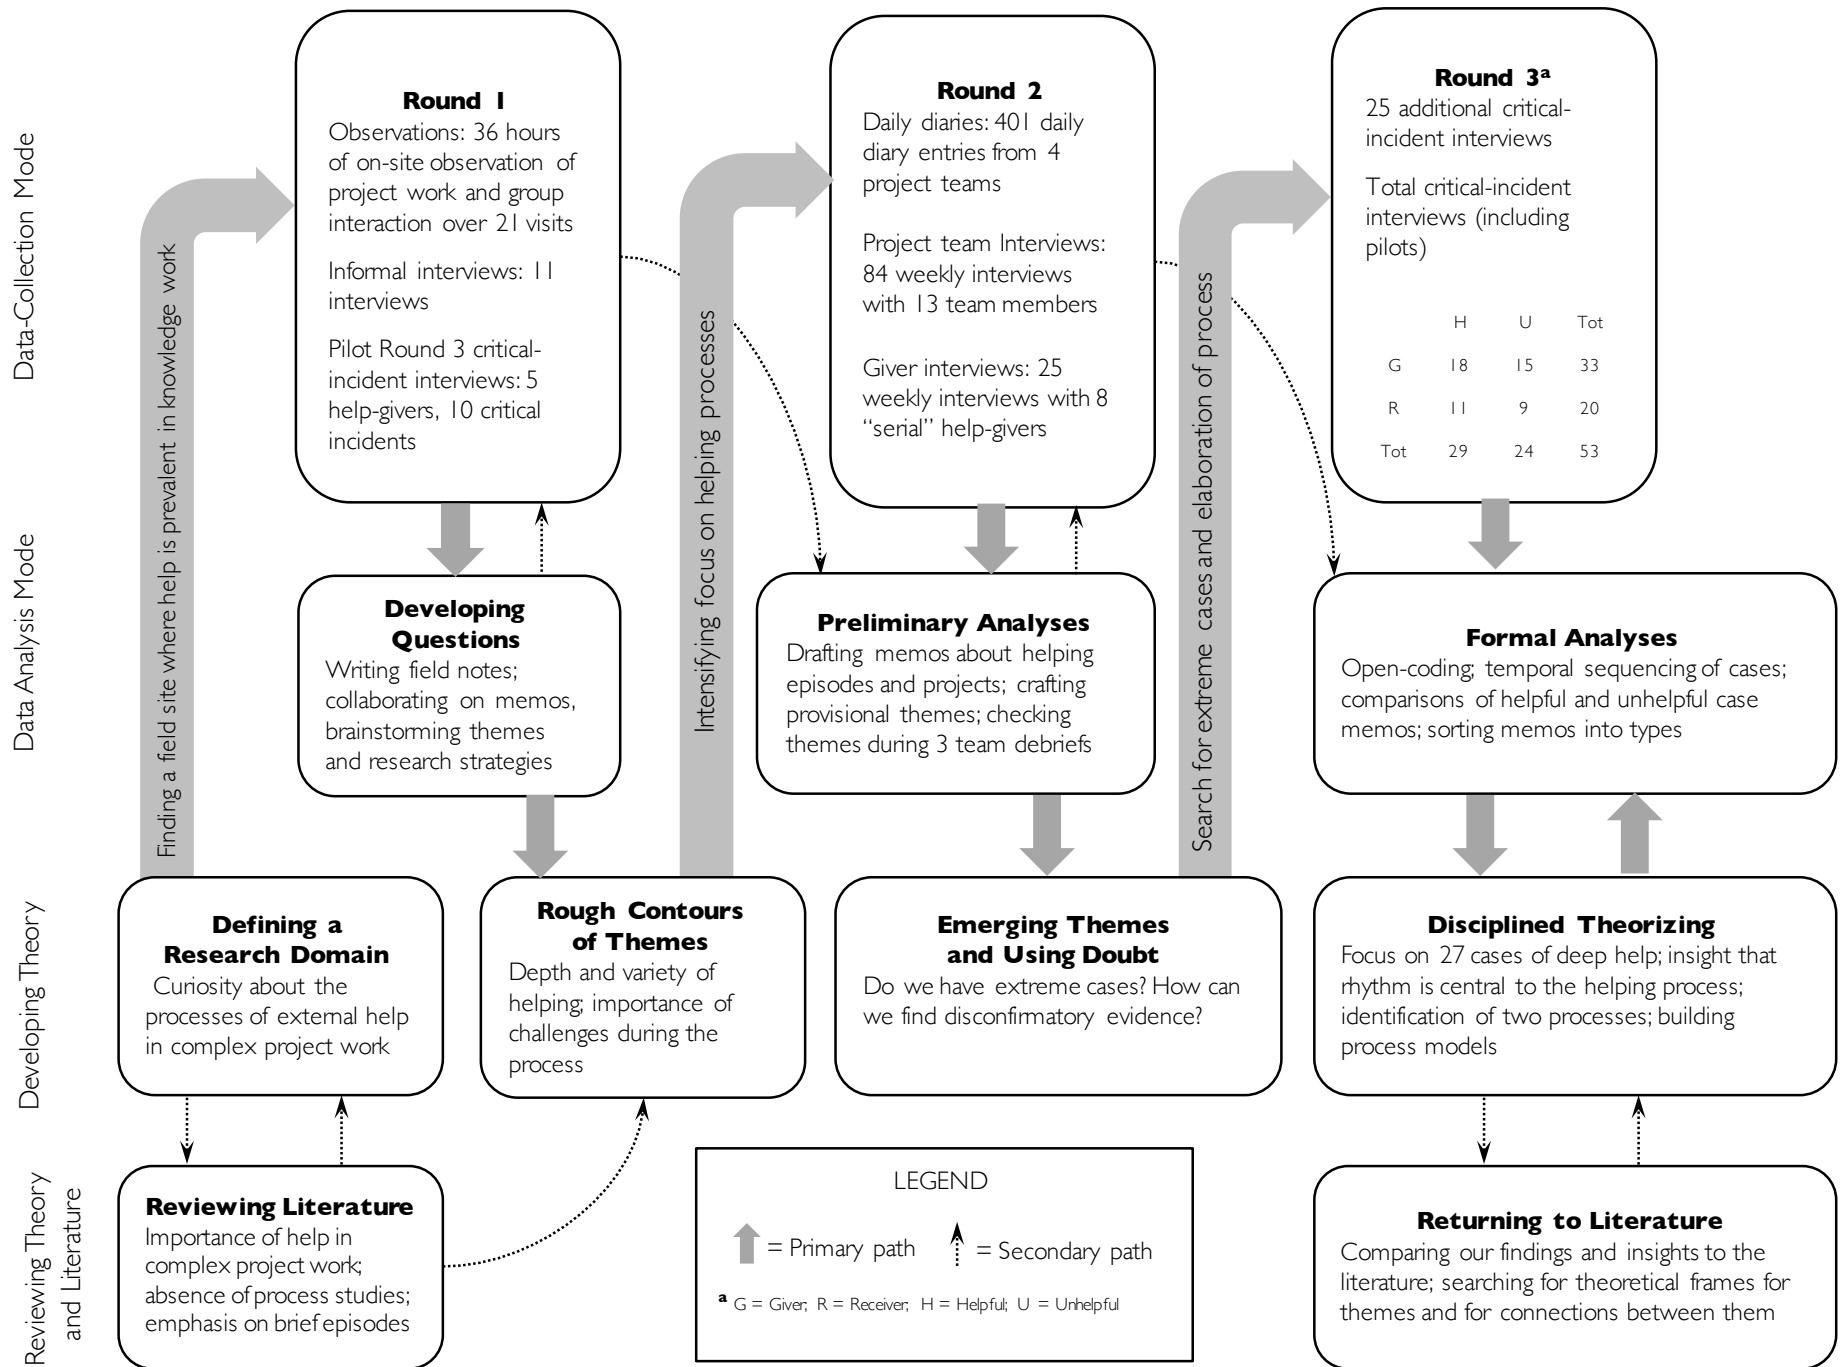 Data-Collection Mode
Finding a field site where help is prevalent in knowledge work
Round 1
Observations: 36 hours
of on-site observation of
project work and group
interaction over 21 visits
Informal interviews: 11
interviews
Pilot Round 3 critical-
incident interviews: 5
help-givers, 10 critical
incidents
Intensifying focus on helping processes
Round 2
Daily diaries: 401 daily
diary entries from 4
project teams
Project team Interviews:
84 weekly interviews
with 13 team members
Giver interviews: 25
weekly interviews with 8
“serial” help-givers
Search for extreme cases and elaboration of process
Round 3a
25 additional critical-
incident interviews
Total critical-incident
interviews (including
pilots)
H U Tot
G 18 15 33
R 11 9 20
Tot 29 24 53
Data Analysis Mode
Developing
Questions
Writing field notes;
collaborating on memos,
brainstorming themes
and research strategies
Preliminary Analyses
Drafting memos about helping
episodes and projects; crafting
provisional themes; checking
themes during 3 team debriefs
Formal Analyses
Open-coding; temporal sequencing of cases;
comparisons of helpful and unhelpful case
memos; sorting memos into types
Developing Theory
Defining a
Research Domain
Curiosity about the
processes of external help
in complex project work
Rough Contours
of Themes
Depth and variety of
helping; importance of
challenges during the
process
Emerging Themes
and Using Doubt
Do we have extreme cases? How can
we find disconfirmatory evidence?
Disciplined Theorizing
Focus on 27 cases of deep help; insight that
rhythm is central to the helping process;
identification of two processes; building
process models
Reviewing Theory
and Literature
Reviewing Literature
Importance of help in
complex project work;
absence of process studies;
emphasis on brief episodes
LEGEND
= Primary path = Secondary path
a G = Giver; R = Receiver; H = Helpful; U = Unhelpful
Returning to Literature
Comparing our findings and insights to the
literature; searching for theoretical frames for
themes and for connections between them